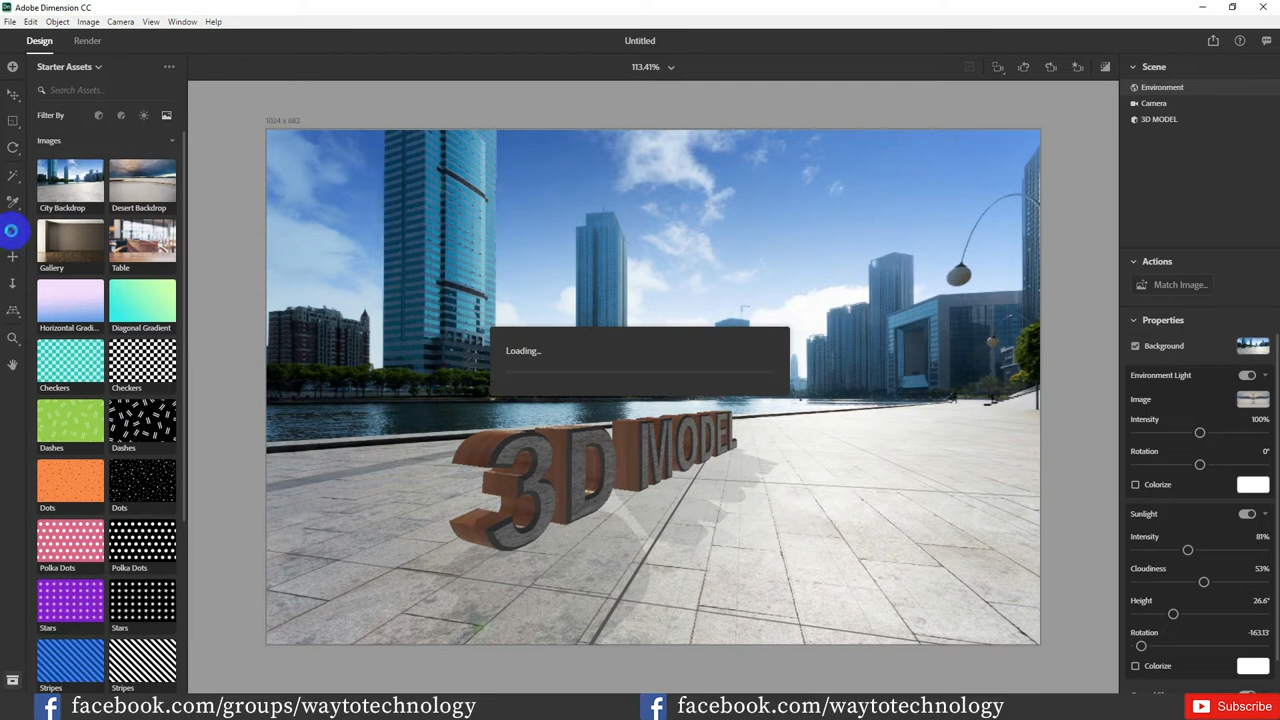 Dn Adobe Dimension CC
File Edit Object Image Camera View Window Help
Design Render Untitled
Starter Assets 113.41% Scene
Search Assets... Environment
1024 x 682 Camera
Filter By 3D MODEL
Images
City Backdrop Desert Backdrop
Gallery Table
Horizontal Gradi... Diagonal Gradient
Checkers Checkers
Dashes Dashes
Dots Dots
Polka Dots Polka Dots
Stars Stars
Stripes Stripes
Loading...
3D MODEL
Actions
Match Image...
Properties
Background
Environment Light
Image
Intensity 100%
Rotation 0°
Colorize
Sunlight
Intensity 81%
Cloudiness 53%
Height 26.6°
Rotation -163.13°
Colorize
facebook.com/groups/waytotechnology facebook.com/waytotechnology Subscribe